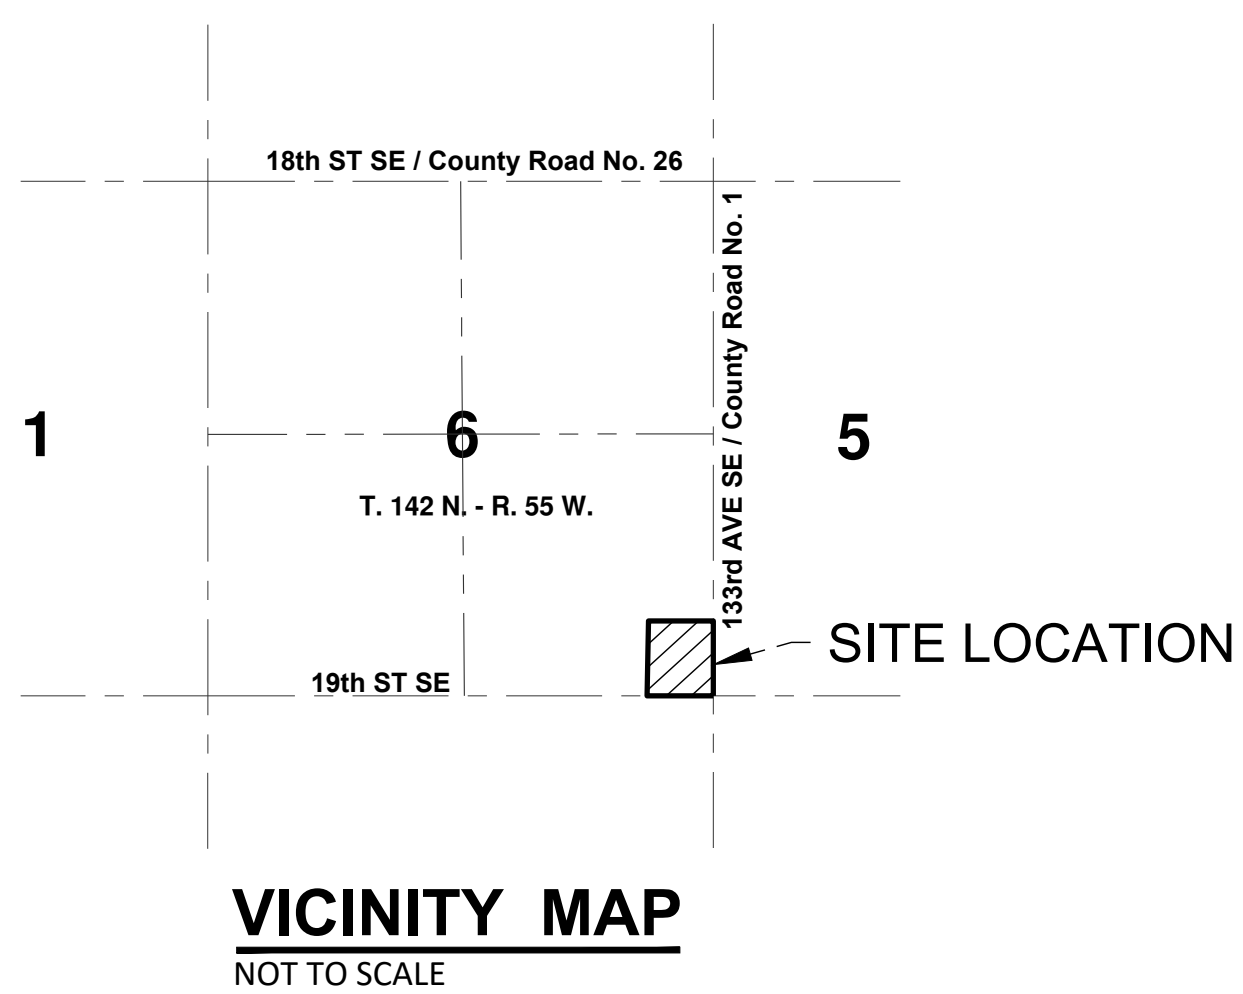 18th ST SE / County Road No. 26
133rd AVE SE / County Road No. 1
1
6
5
T. 142 N. - R. 55 W.
SITE LOCATION
19th ST SE
VICINITY MAP
NOT TO SCALE